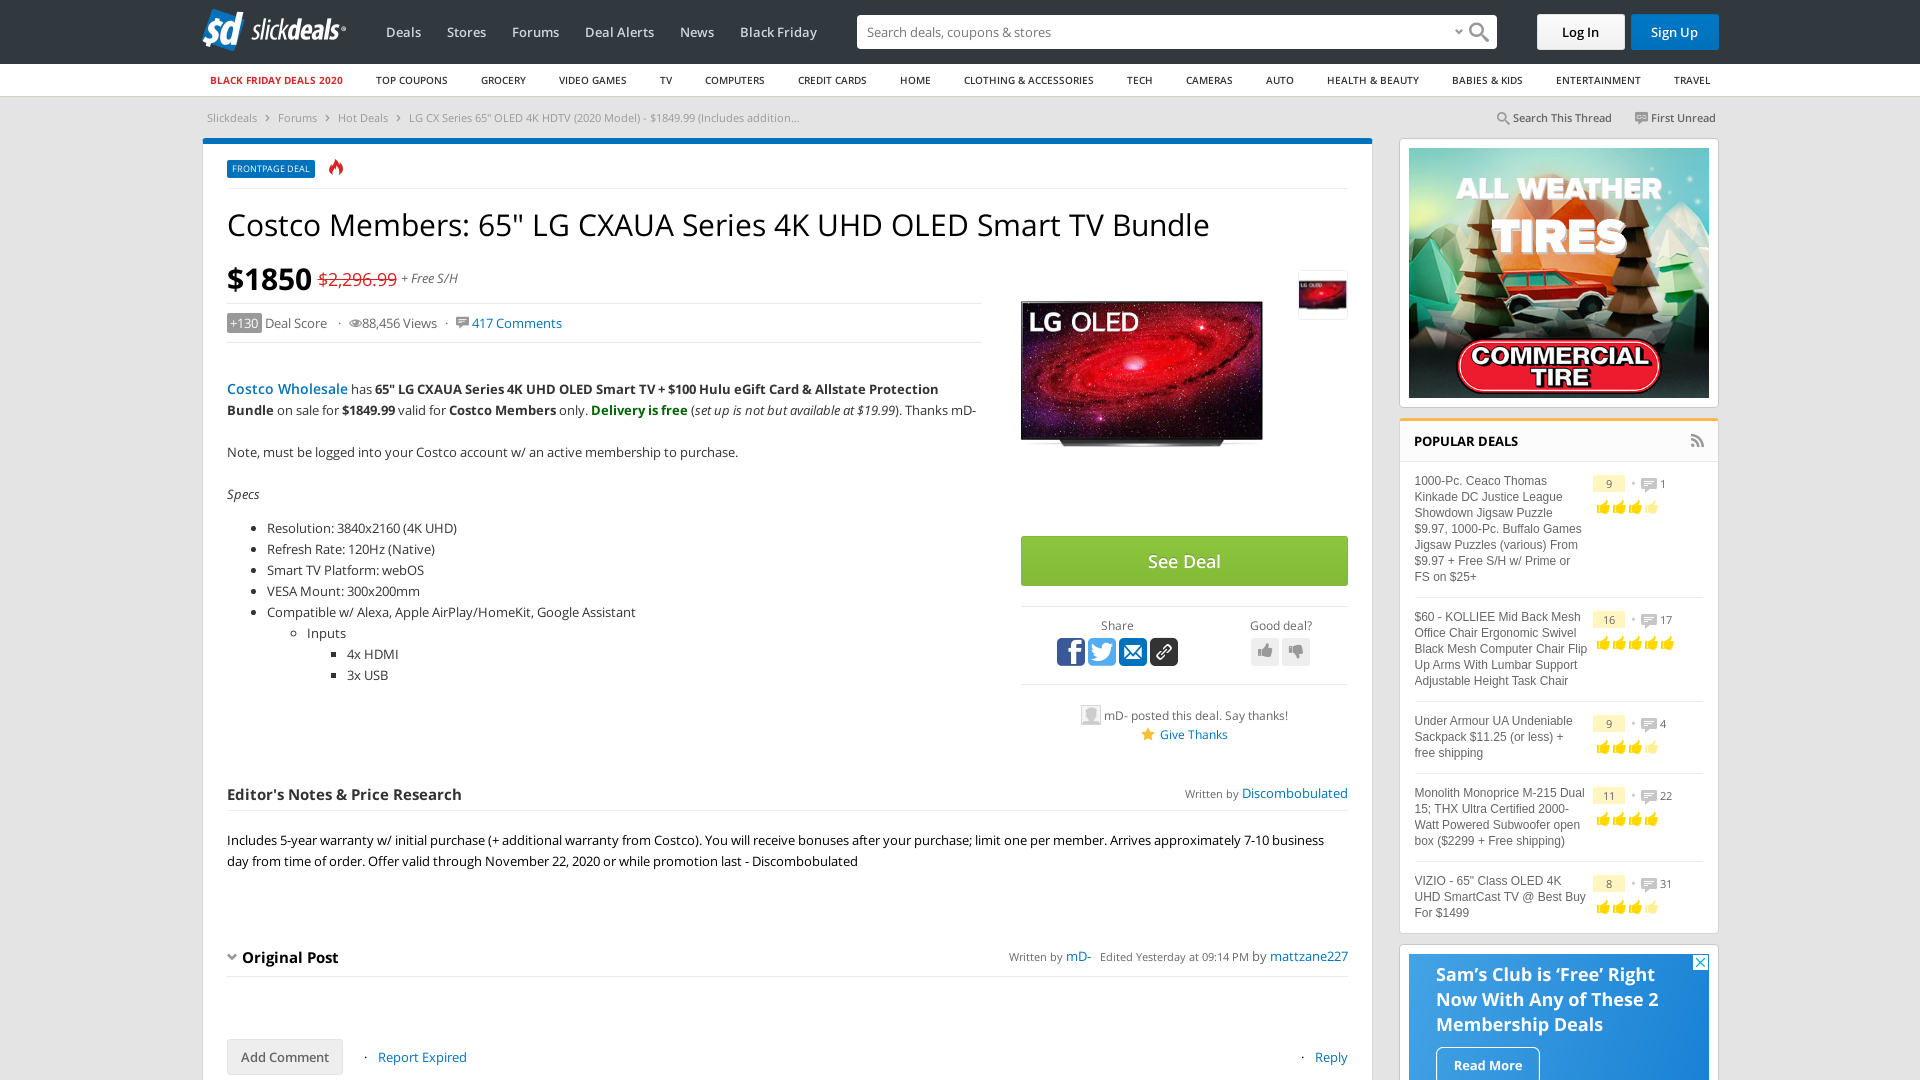 slickdeals
Deals Stores Forums Deal Alerts News Black Friday
Search deals, coupons & shopping
Log In
Sign Up
BLACK FRIDAY DEALS 2020 TOP COUPONS GROCERY VIDEO GAMES TV COMPUTERS CREDIT CARDS HOME CLOTHING & ACCESSORIES TECH CAMERAS AUTO HEALTH & BEAUTY BABIES & KIDS ENTERTAINMENT TRAVEL
Slickdeals › Forums › Hot Deals › LG CX Series 65" OLED 4K HDTV (2020 Model) - $1849.99 (Includes addition...
Search This Thread First Unread
FRONTPAGE DEAL
Costco Members: 65" LG CXAUA Series 4K UHD OLED Smart TV Bundle
$1850 $2,296.99 + Free S/H
+130 Deal Score · 88,456 Views · 417 Comments
Costco Wholesale has 65" LG CXAUA Series 4K UHD OLED Smart TV + $100 Hulu eGift Card & Allstate Protection
Bundle on sale for $1849.99 valid for Costco Members only. Delivery is free (set up is not but available at $19.99). Thanks mD-
Note, must be logged into your Costco account w/ an active membership to purchase.
Specs
• Resolution: 3840x2160 (4K UHD)
• Refresh Rate: 120Hz (Native)
• Smart TV Platform: webOS
• VESA Mount: 300x200mm
• Compatible w/ Alexa, Apple AirPlay/HomeKit, Google Assistant
◦ Inputs
▪ 4x HDMI
▪ 3x USB
LG OLED
See Deal
Share
Good deal?
mD- posted this deal. Say thanks!
Give Thanks
Editor's Notes & Price Research
Written by Discombobulated
Includes 5-year warranty w/ initial purchase (+ additional warranty from Costco). You will receive bonuses after your purchase; limit one per member. Arrives approximately 7-10 business
day from time of order. Offer valid through November 22, 2020 or while promotion last - Discombobulated
Original Post
Written by mD- Edited Yesterday at 09:14 PM by mattzane227
Add Comment · Report Expired
· Reply
ALL WEATHER
TIRES
COMMERCIAL
TIRE
POPULAR DEALS
1000-Pc. Ceaco Thomas
Kinkade DC Justice League
Showdown Jigsaw Puzzle
$9.97, 1000-Pc. Buffalo Games
Jigsaw Puzzles (various) From
$9.97 + Free S/H w/ Prime or
FS on $25+
9 • 1
$60 - KOLLIEE Mid Back Mesh
Office Chair Ergonomic Swivel
Black Mesh Computer Chair Flip
Up Arms With Lumbar Support
Adjustable Height Task Chair
16 • 17
Under Armour UA Undeniable
Sackpack $11.25 (or less) +
free shipping
9 • 4
Monolith Monoprice M-215 Dual
15; THX Ultra Certified 2000-
Watt Powered Subwoofer open
box ($2299 + Free shipping)
11 • 22
VIZIO - 65" Class OLED 4K
UHD SmartCast TV @ Best Buy
For $1499
8 • 31
Sam's Club is 'Free' Right
Now With Any of These 2
Membership Deals
Read More